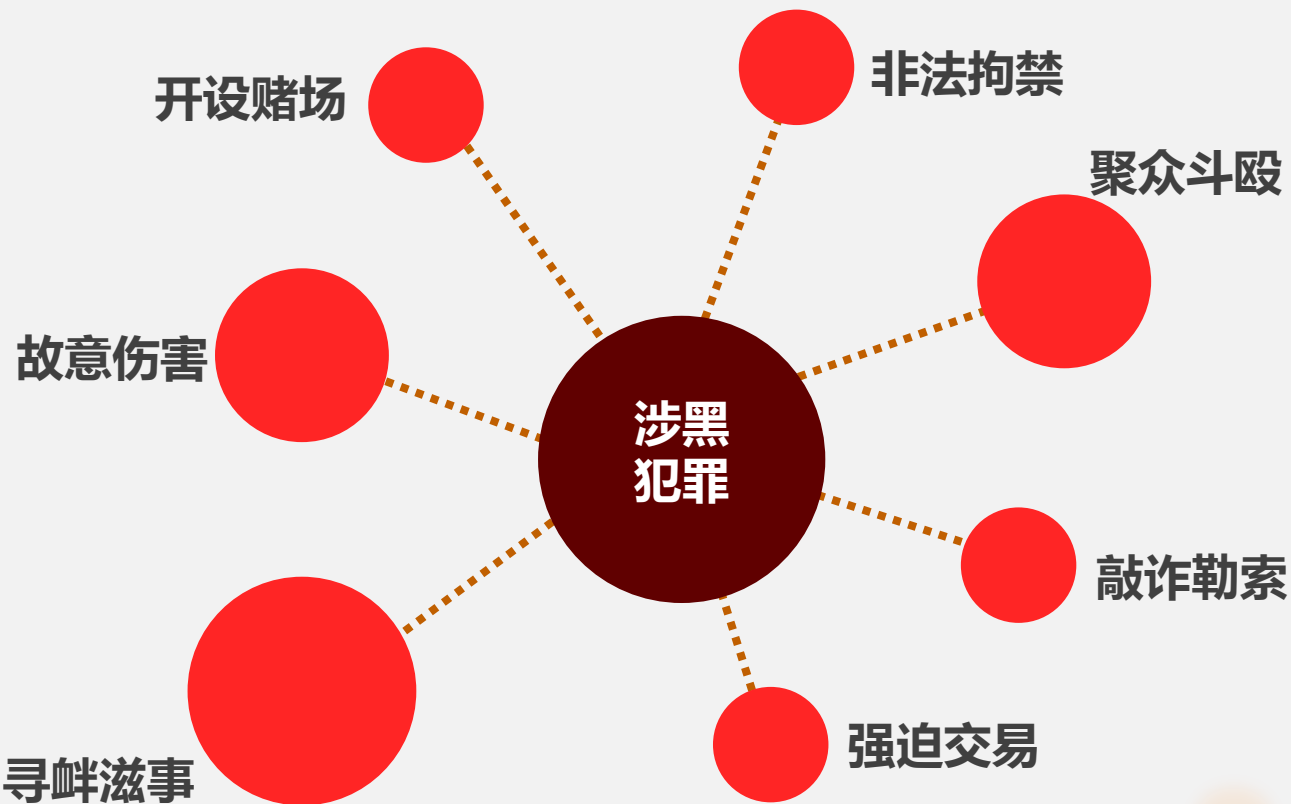 非法拘禁
开设赌场
聚众斗殴
故意伤害
涉黑
犯罪
敲诈勒索
强迫交易
寻衅滋事